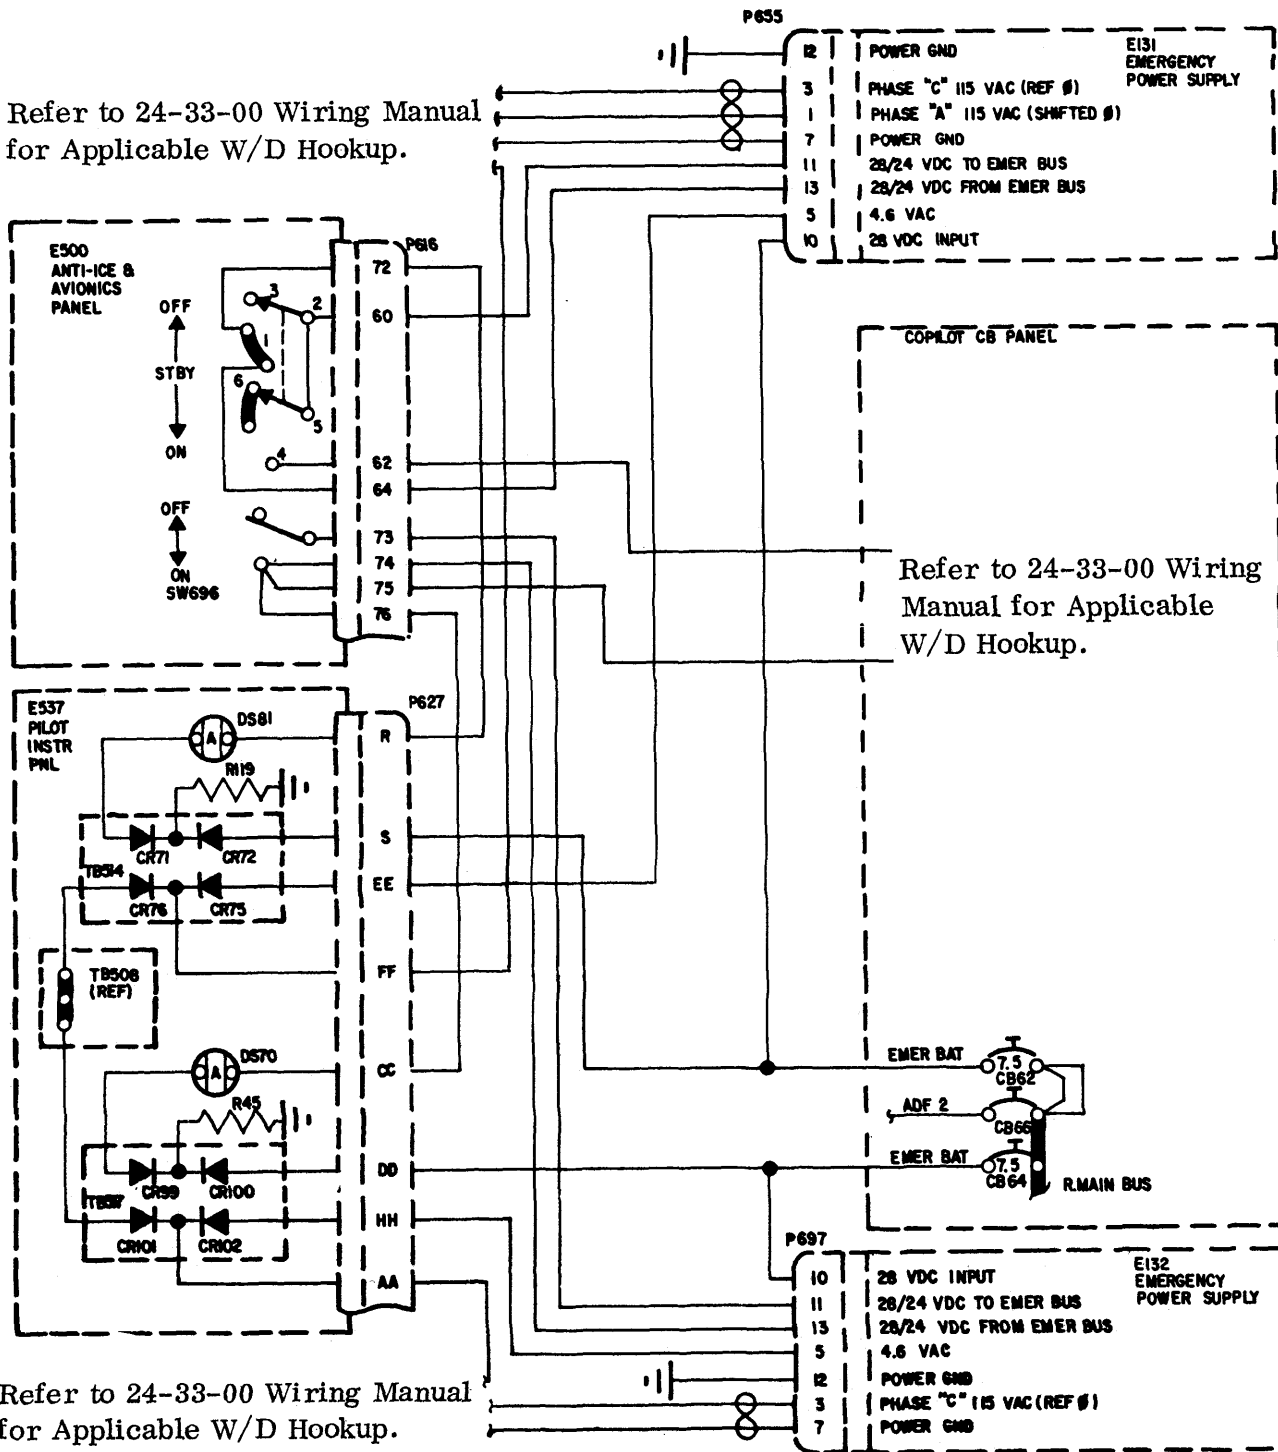 P655
12 POWER GND
E131
EMERGENCY
POWER SUPPLY
3 PHASE "C" 115 VAC (REF Ø)
1 PHASE "A" 115 VAC (SHIFTED Ø)
7 POWER GND
11 28/24 VDC TO EMER BUS
13 28/24 VDC FROM EMER BUS
5 4.6 VAC
10 28 VDC INPUT
Refer to 24-33-00 Wiring Manual
for Applicable W/D Hookup.
E500
ANTI-ICE &
AVIONICS
PANEL
OFF
STBY
ON
3
2
1
6
5
4
OFF
ON
SW696
P616
72
60
62
64
73
74
75
76
COPILOT CB PANEL
Refer to 24-33-00 Wiring
Manual for Applicable
W/D Hookup.
E537
PILOT
INSTR
PNL
DS81
A
R119
CR71
CR72
TB514
CR76
CR75
TB508
(REF)
DS70
A
R45
CR99
CR100
TB517
CR101
CR102
P627
R
S
EE
FF
CC
DD
HH
AA
EMER BAT
7.5
CB62
ADF 2
CB66
EMER BAT
7.5
CB64
R.MAIN BUS
P697
E132
EMERGENCY
POWER SUPPLY
10 28 VDC INPUT
11 28/24 VDC TO EMER BUS
13 28/24 VDC FROM EMER BUS
5 4.6 VAC
12 POWER GND
3 PHASE "C" 115 VAC (REF Ø)
7 POWER GND
Refer to 24-33-00 Wiring Manual
for Applicable W/D Hookup.